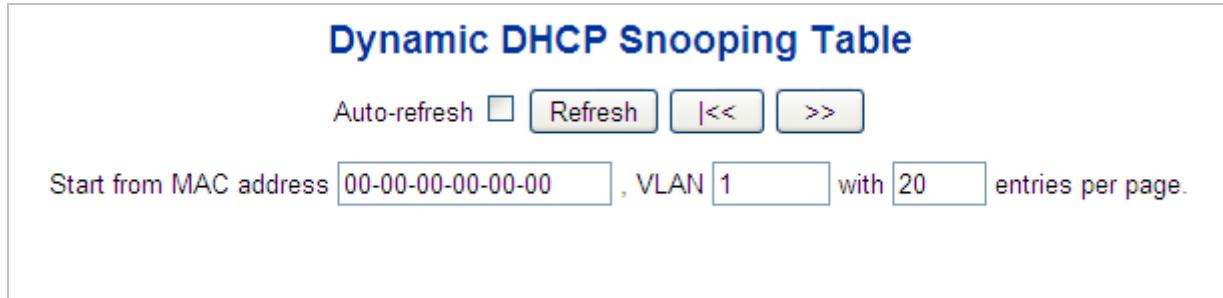 Dynamic DHCP Snooping Table
Auto-refresh Refresh |<< >>
Start from MAC address 00-00-00-00-00-00 , VLAN 1 with 20 entries per page.